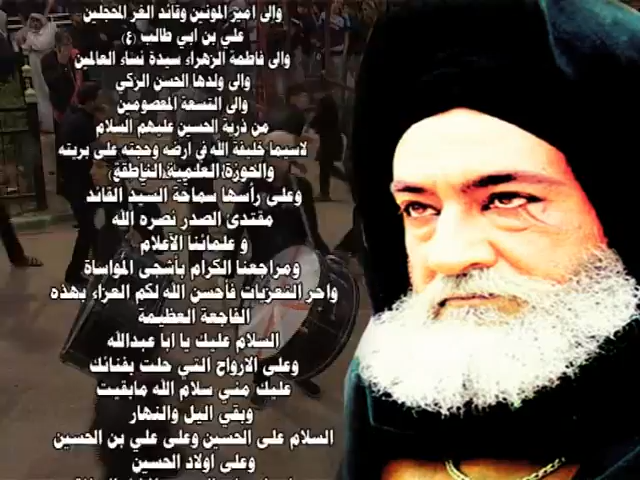 والى امير المونين وقائد الغر المحجلين
علي بن ابي طالب (ع)
والى فاطمة الزهراء سيدة نساء العالمين
والى ولدها الحسن الزكي
والى التسعة المعصومين
من ذرية الحسين عليهم السلام
لاسيما خليفة الله في ارضه وحجته على بريته
والحوزة العلمية (الناطقة)
وعلى رأسها سماحة السيد القائد
مقتدى الصدر نصره الله
و علمائنا الآعلام
ومراجعنا الكرام بأشجى المواساة
واحر التعزيات فأحسن الله لكم العزاء بهذه
الفاجعة العظيمة
السلام عليك يا ابا عبدالله
وعلى الارواح التي حلت بفنائك
عليك مني سلام الله مابقيت
وبقي اليل والنهار
السلام على الحسين وعلى علي بن الحسين
وعلى اولاد الحسين